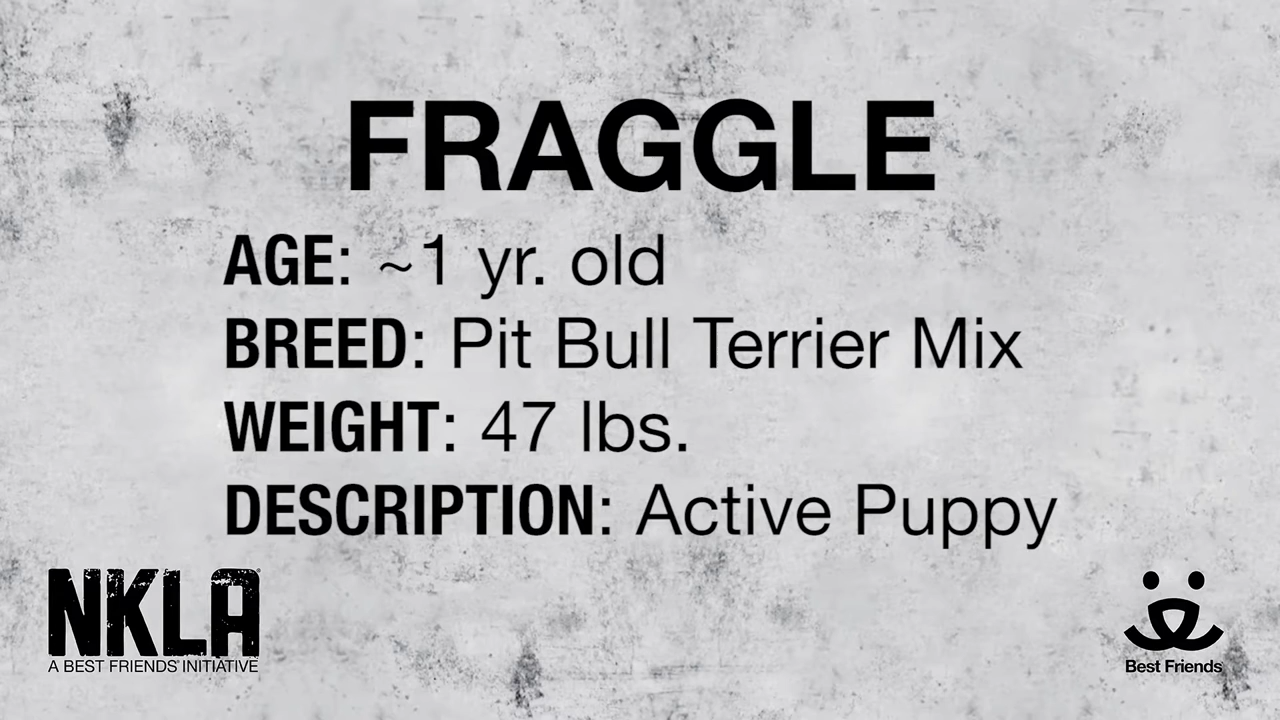 FRAGGLE
AGE: ~1 yr. old
BREED: Pit Bull Terrier Mix
WEIGHT: 47 lbs.
DESCRIPTION: Active Puppy
NKLA®
A BEST FRIENDS INITIATIVE
Best Friends